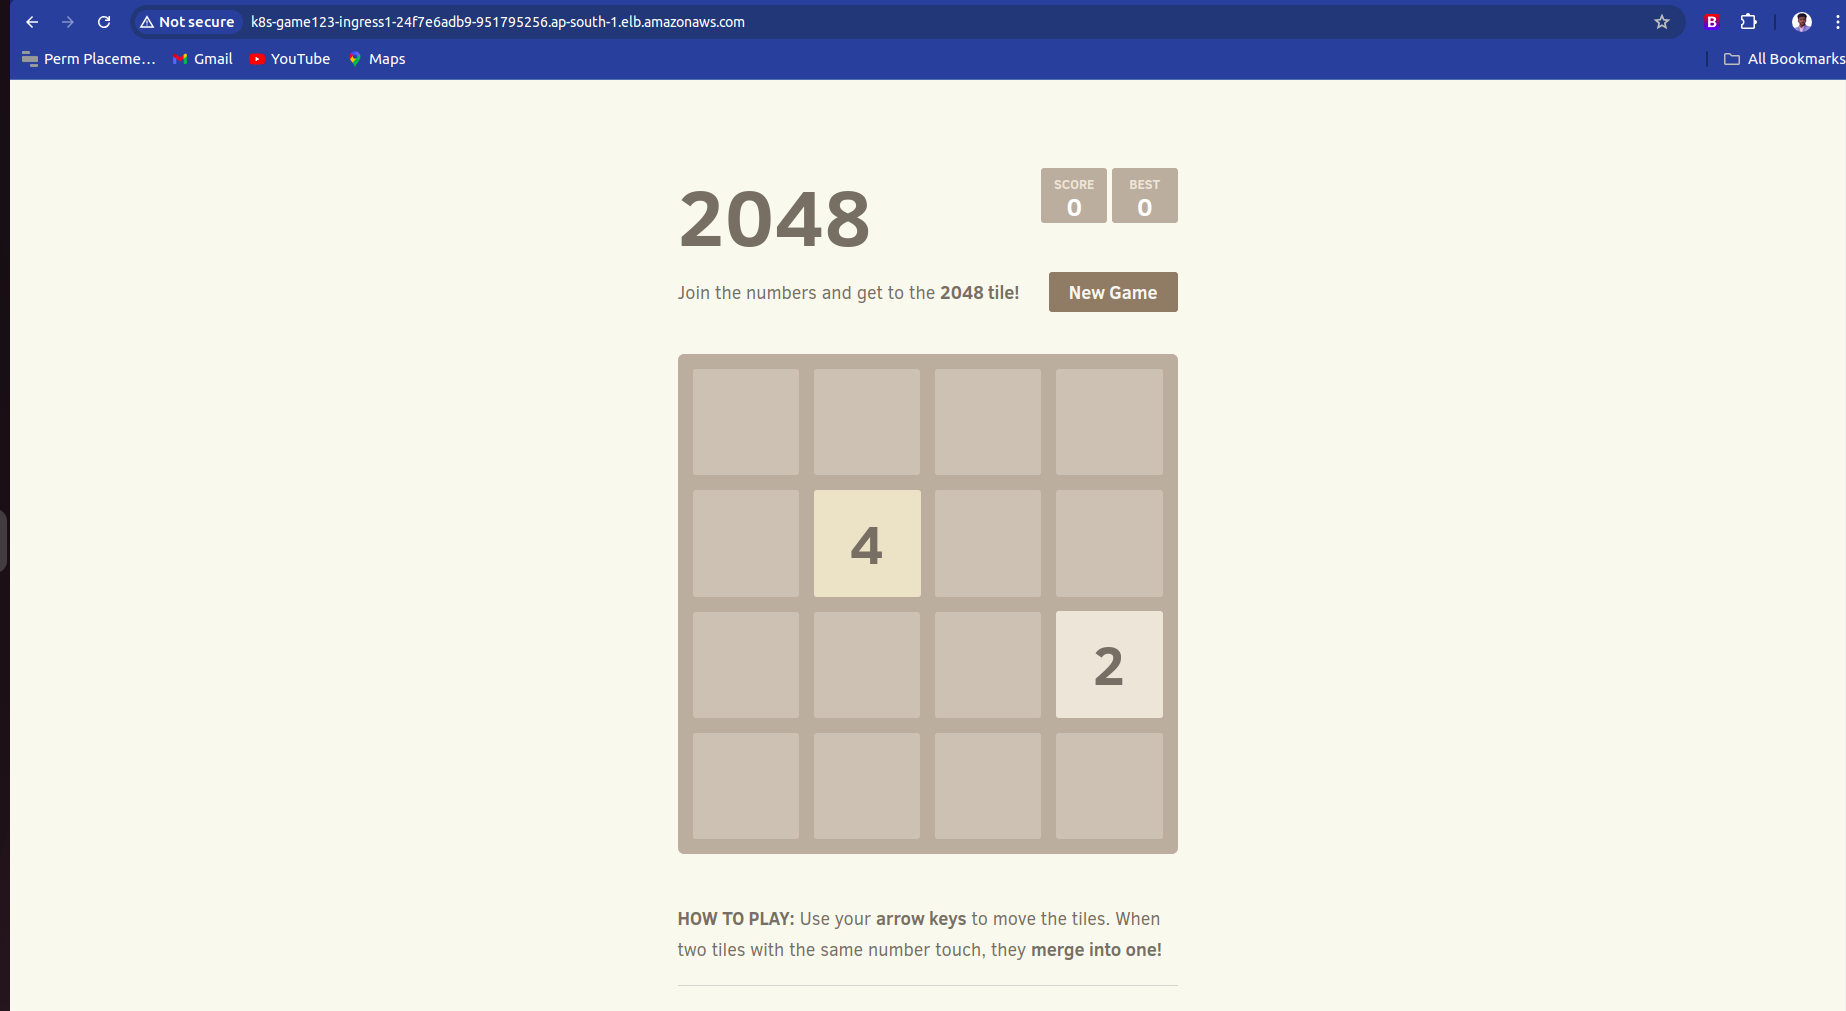 Not secure k8s-game123-ingress1-24f7e6adb9-951795256.ap-south-1.elb.amazonaws.com B
Perm Placeme... Gmail YouTube Maps All Bookmarks
2048
SCORE BEST
0 0
Join the numbers and get to the 2048 tile! New Game
4
2
HOW TO PLAY: Use your arrow keys to move the tiles. When
two tiles with the same number touch, they merge into one!